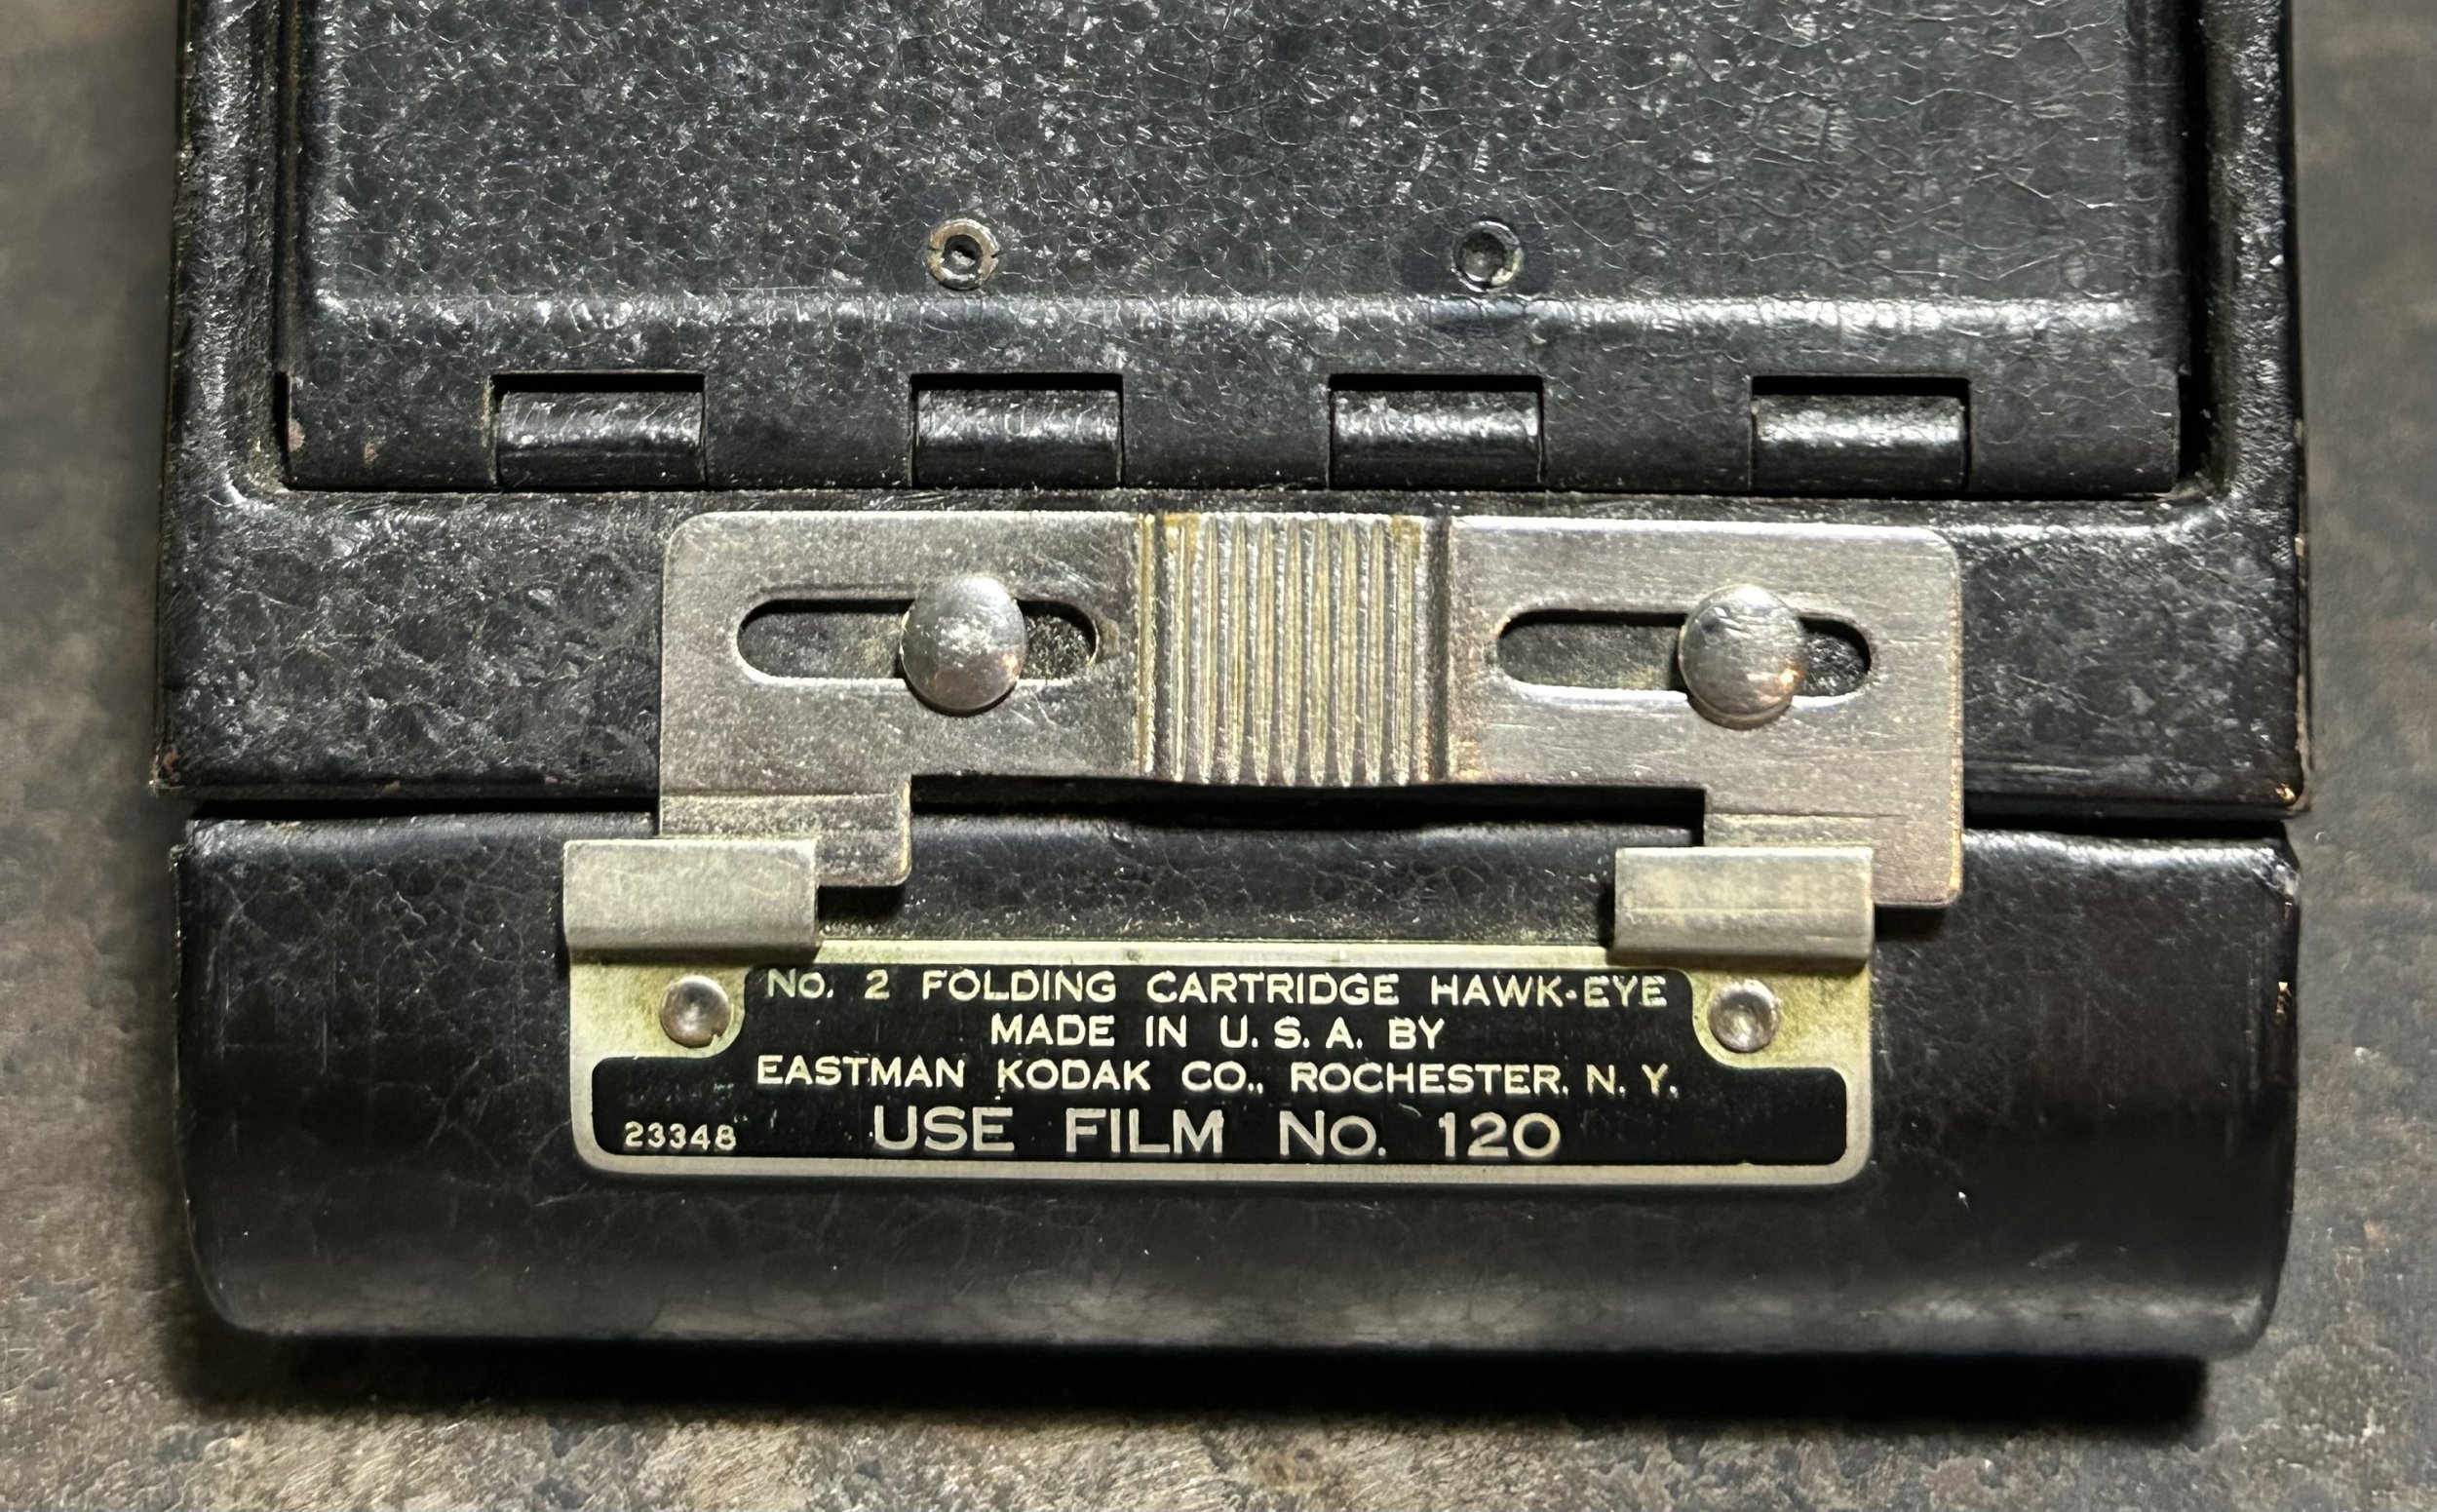 No. 2 FOLDING CARTRIDGE HAWK-EYE
MADE IN U. S. A. BY
EASTMAN KODAK CO., ROCHESTER, N. Y.
23348 USE FILM No. 120